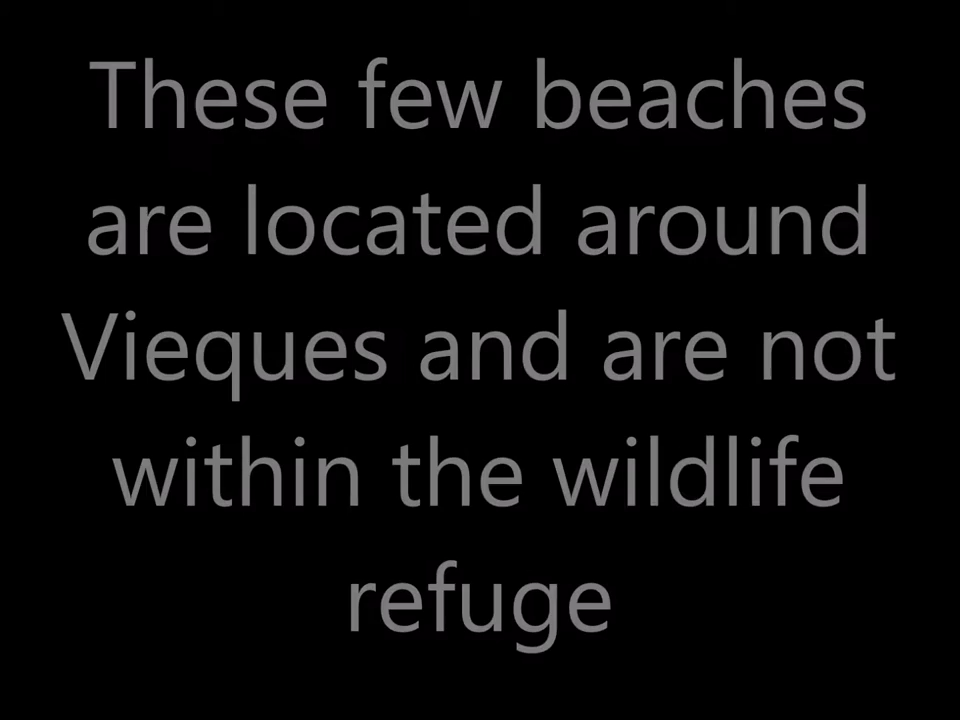 These few beaches
are located around
Vieques and are not
within the wildlife
refuge